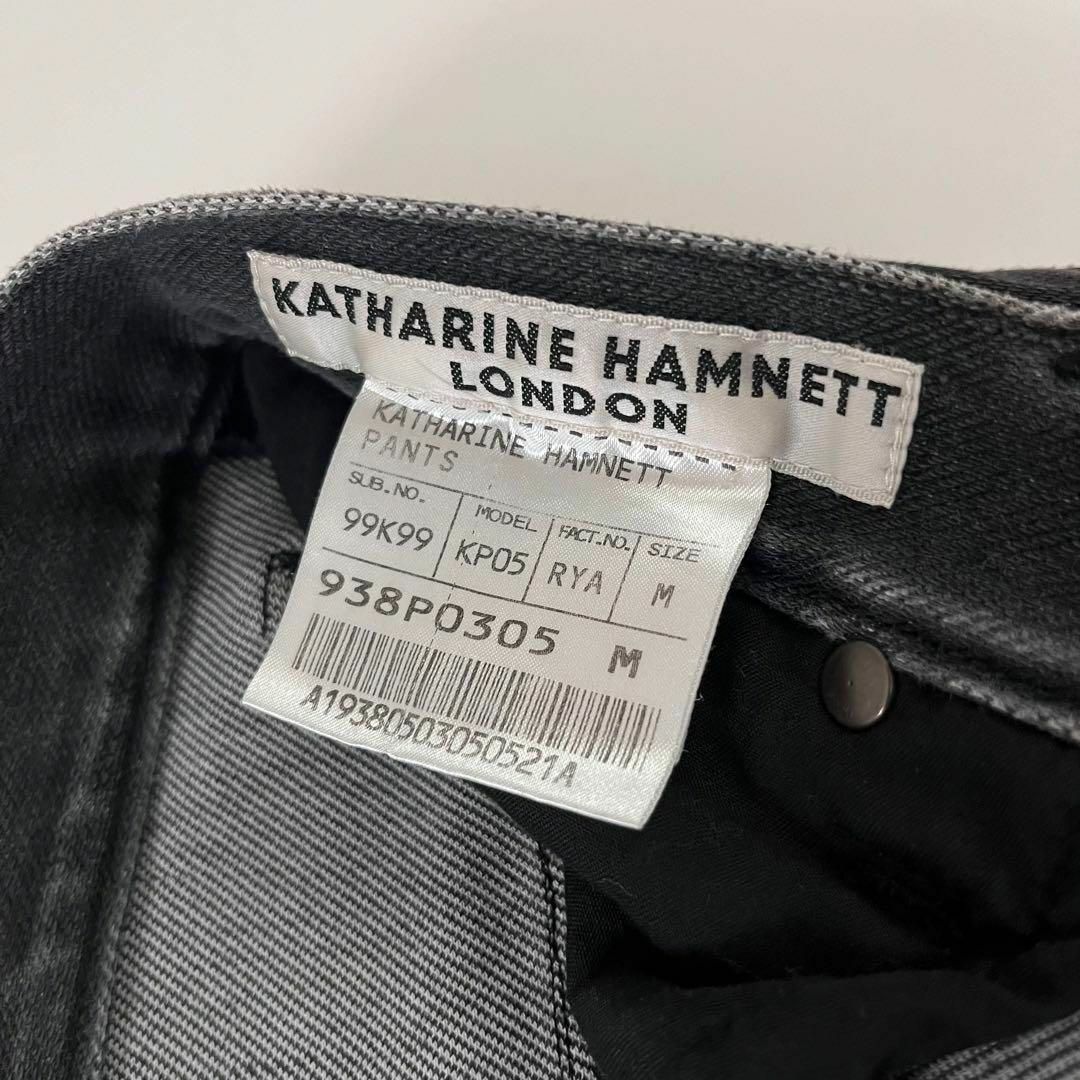 KATHARINE HAMNETT
LONDON
KATHARINE HAMNETT
PANTS
SUB.NO. MODEL FACT.NO. SIZE
99K99 KP05 RYA M
938P0305 M
A19380503050521A